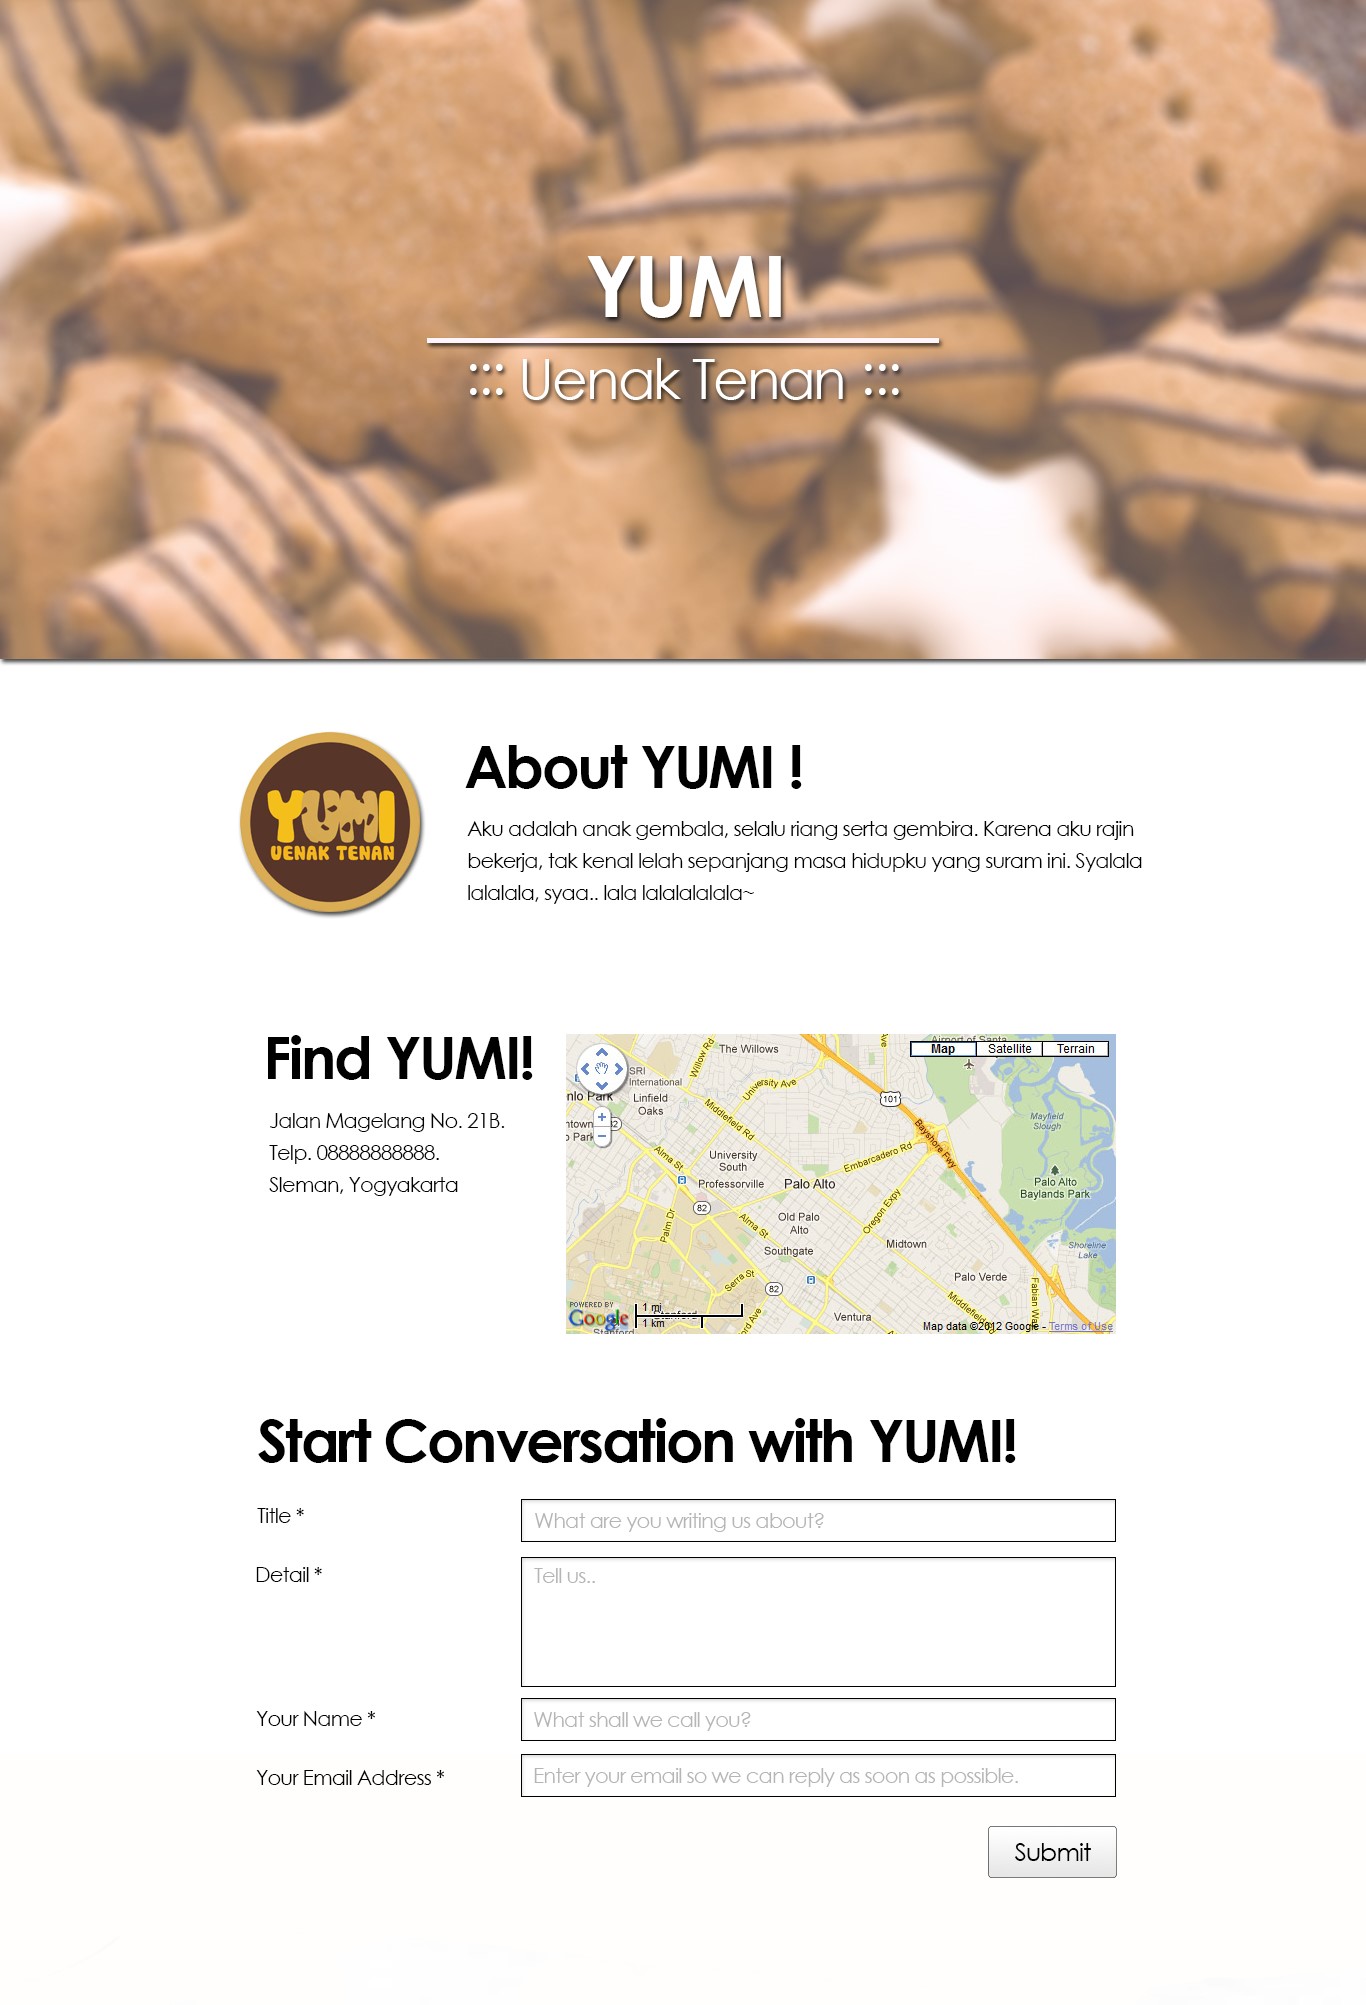 YUMI
::: Uenak Tenan :::
YUMI
UENAK TENAN
About YUMI !
Aku adalah anak gembala, selalu riang serta gembira. Karena aku rajin
bekerja, tak kenal lelah sepanjang masa hidupku yang suram ini. Syalala
lalalala, syaa.. lala lalalalalala~
Find YUMI!
Jalan Magelang No. 21B.
Telp. 08888888888.
Sleman, Yogyakarta
Airport of Santa
Map Satellite Terrain
The Willows
Willow Rd
SRI
International
University Ave
nlo Park
Linfield
Oaks
Middlefield Rd
101
Mayfield
Slough
Bayshore Fwy
Alma St
University
South
Embarcadero Rd
Professorville
Palo Alto
Palo Alto
Baylands Park
82
Palm Dr
Alma St
Old Palo
Alto
Oregon Expy
Southgate
Midtown
Shoreline
Lake
Serra St
82
Palo Verde
Ventura
Middlefield Rd
POWERED BY
Google
1 mi
1 km
Stanford
Map data ©2012 Google - Terms of Use
Start Conversation with YUMI!
Title *
What are you writing us about?
Detail *
Tell us..
Your Name *
What shall we call you?
Your Email Address *
Enter your email so we can reply as soon as possible.
Submit